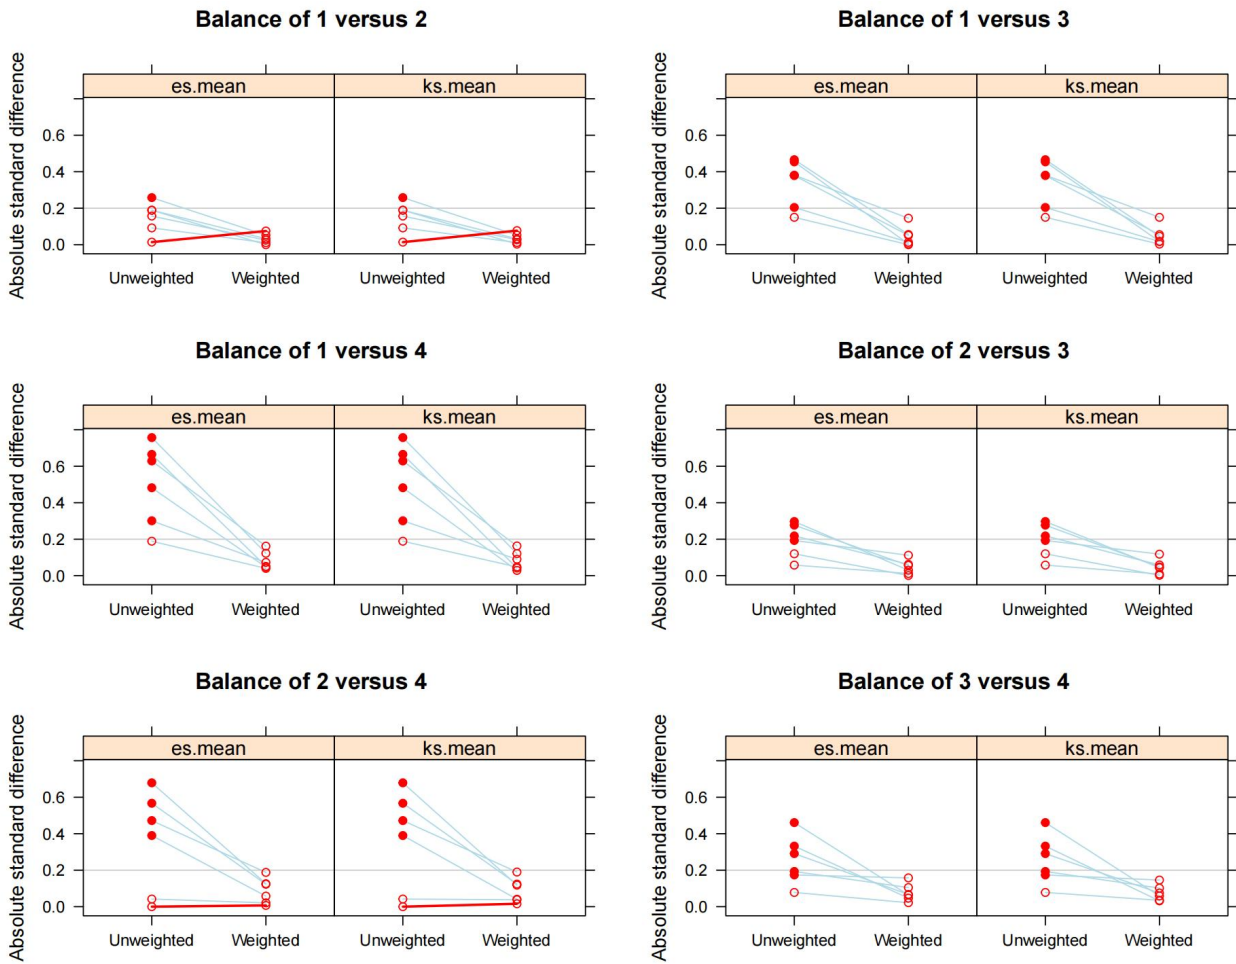 Balance of 1 versus 2
Absolute standard difference
es.mean
ks.mean
0.6
0.4
0.2
0.0
Unweighted
Weighted
Unweighted
Weighted
Balance of 1 versus 3
Absolute standard difference
es.mean
ks.mean
0.6
0.4
0.2
0.0
Unweighted
Weighted
Unweighted
Weighted
Balance of 1 versus 4
Absolute standard difference
es.mean
ks.mean
0.6
0.4
0.2
0.0
Unweighted
Weighted
Unweighted
Weighted
Balance of 2 versus 3
Absolute standard difference
es.mean
ks.mean
0.6
0.4
0.2
0.0
Unweighted
Weighted
Unweighted
Weighted
Balance of 2 versus 4
Absolute standard difference
es.mean
ks.mean
0.6
0.4
0.2
0.0
Unweighted
Weighted
Unweighted
Weighted
Balance of 3 versus 4
Absolute standard difference
es.mean
ks.mean
0.6
0.4
0.2
0.0
Unweighted
Weighted
Unweighted
Weighted